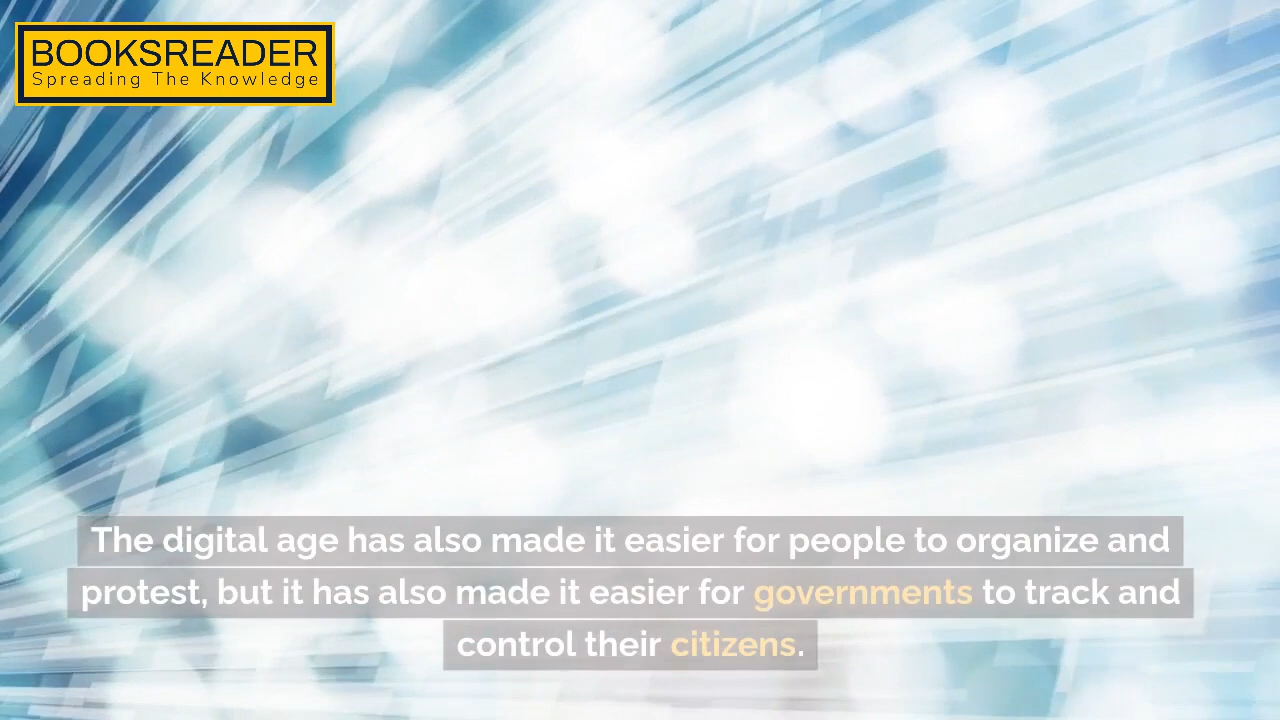 BOOKSREADER
Spreading The Knowledge
The digital age has also made it easier for people to organize and
protest, but it has also made it easier for governments to track and
control their citizens.